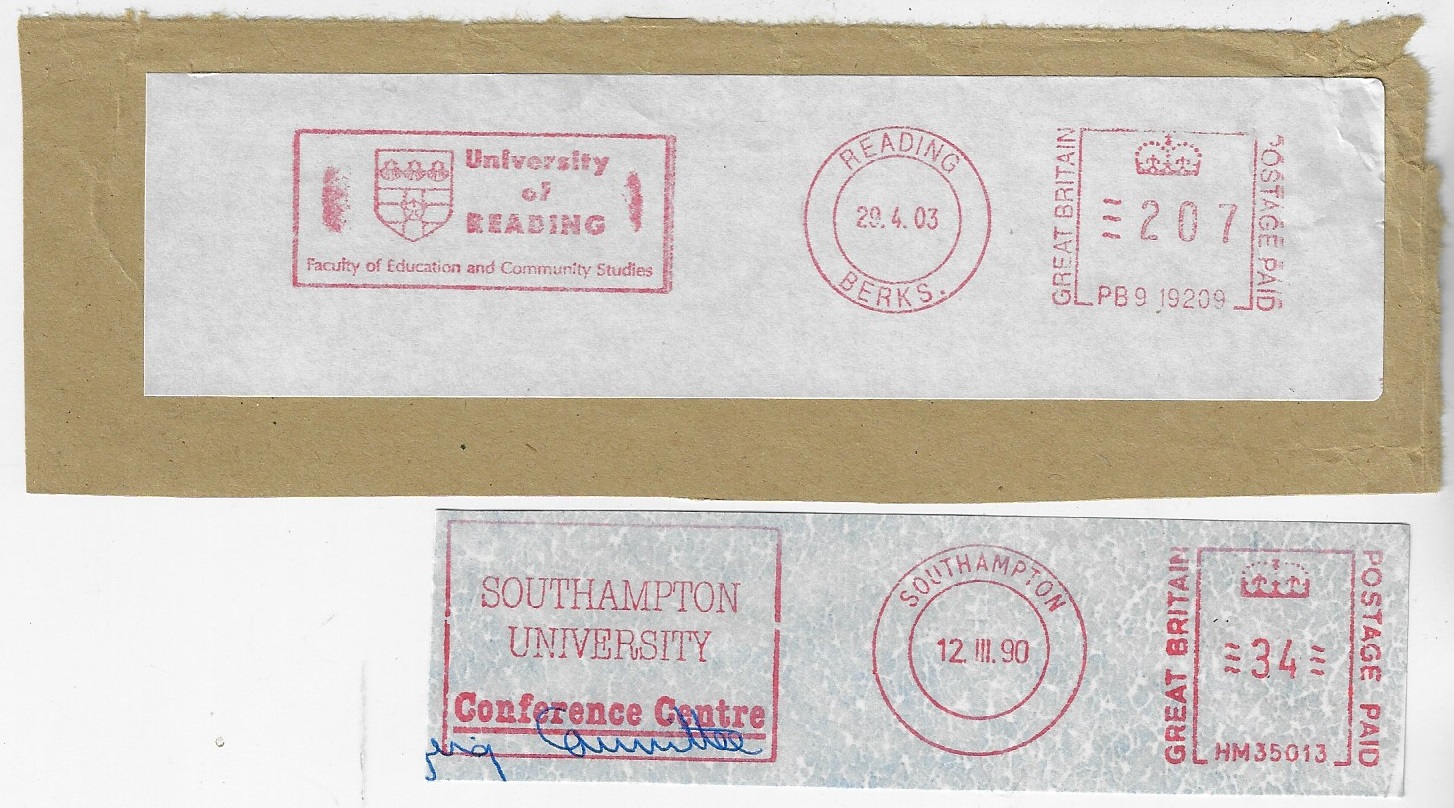 University
of
READING
Faculty of Education and Community Studies
READING
29.4.03
BERKS.
GREAT BRITAIN
207
PB9 19209
POSTAGE PAID
SOUTHAMPTON
UNIVERSITY
Conference Centre
Committee
SOUTHAMPTON
12.III.90
GREAT BRITAIN
34
HM35013
POSTAGE PAID